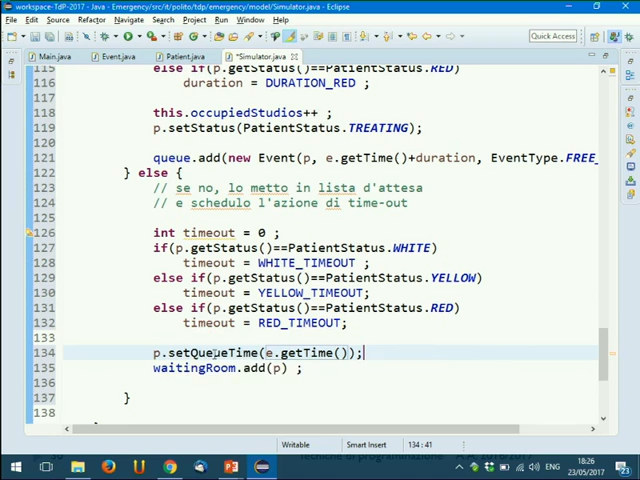 workspace-TdP-2017 - Java - Emergency/src/it/polito/tdp/emergency/model/Simulator.java - Eclipse
File Edit Source Refactor Navigate Search Project Run Window Help
Quick Access
Main.java Event.java Patient.java *Simulator.java
115 else if(p.getStatus()==PatientStatus.RED)
116 duration = DURATION_RED ;
117
118 this.occupiedStudios++ ;
119 p.setStatus(PatientStatus.TREATING);
120
121 queue.add(new Event(p, e.getTime()+duration, EventType.FREE_
122 } else {
123 // se no, lo metto in lista d'attesa
124 // e schedulo l'azione di time-out
125
126 int timeout = 0 ;
127 if(p.getStatus()==PatientStatus.WHITE)
128 timeout = WHITE_TIMEOUT ;
129 else if(p.getStatus()==PatientStatus.YELLOW)
130 timeout = YELLOW_TIMEOUT;
131 else if(p.getStatus()==PatientStatus.RED)
132 timeout = RED_TIMEOUT;
133
134 p.setQueueTime(e.getTime());
135 waitingRoom.add(p) ;
136
137 }
138
Writable Smart Insert 134 : 41
ENG 18:26
23/05/2017